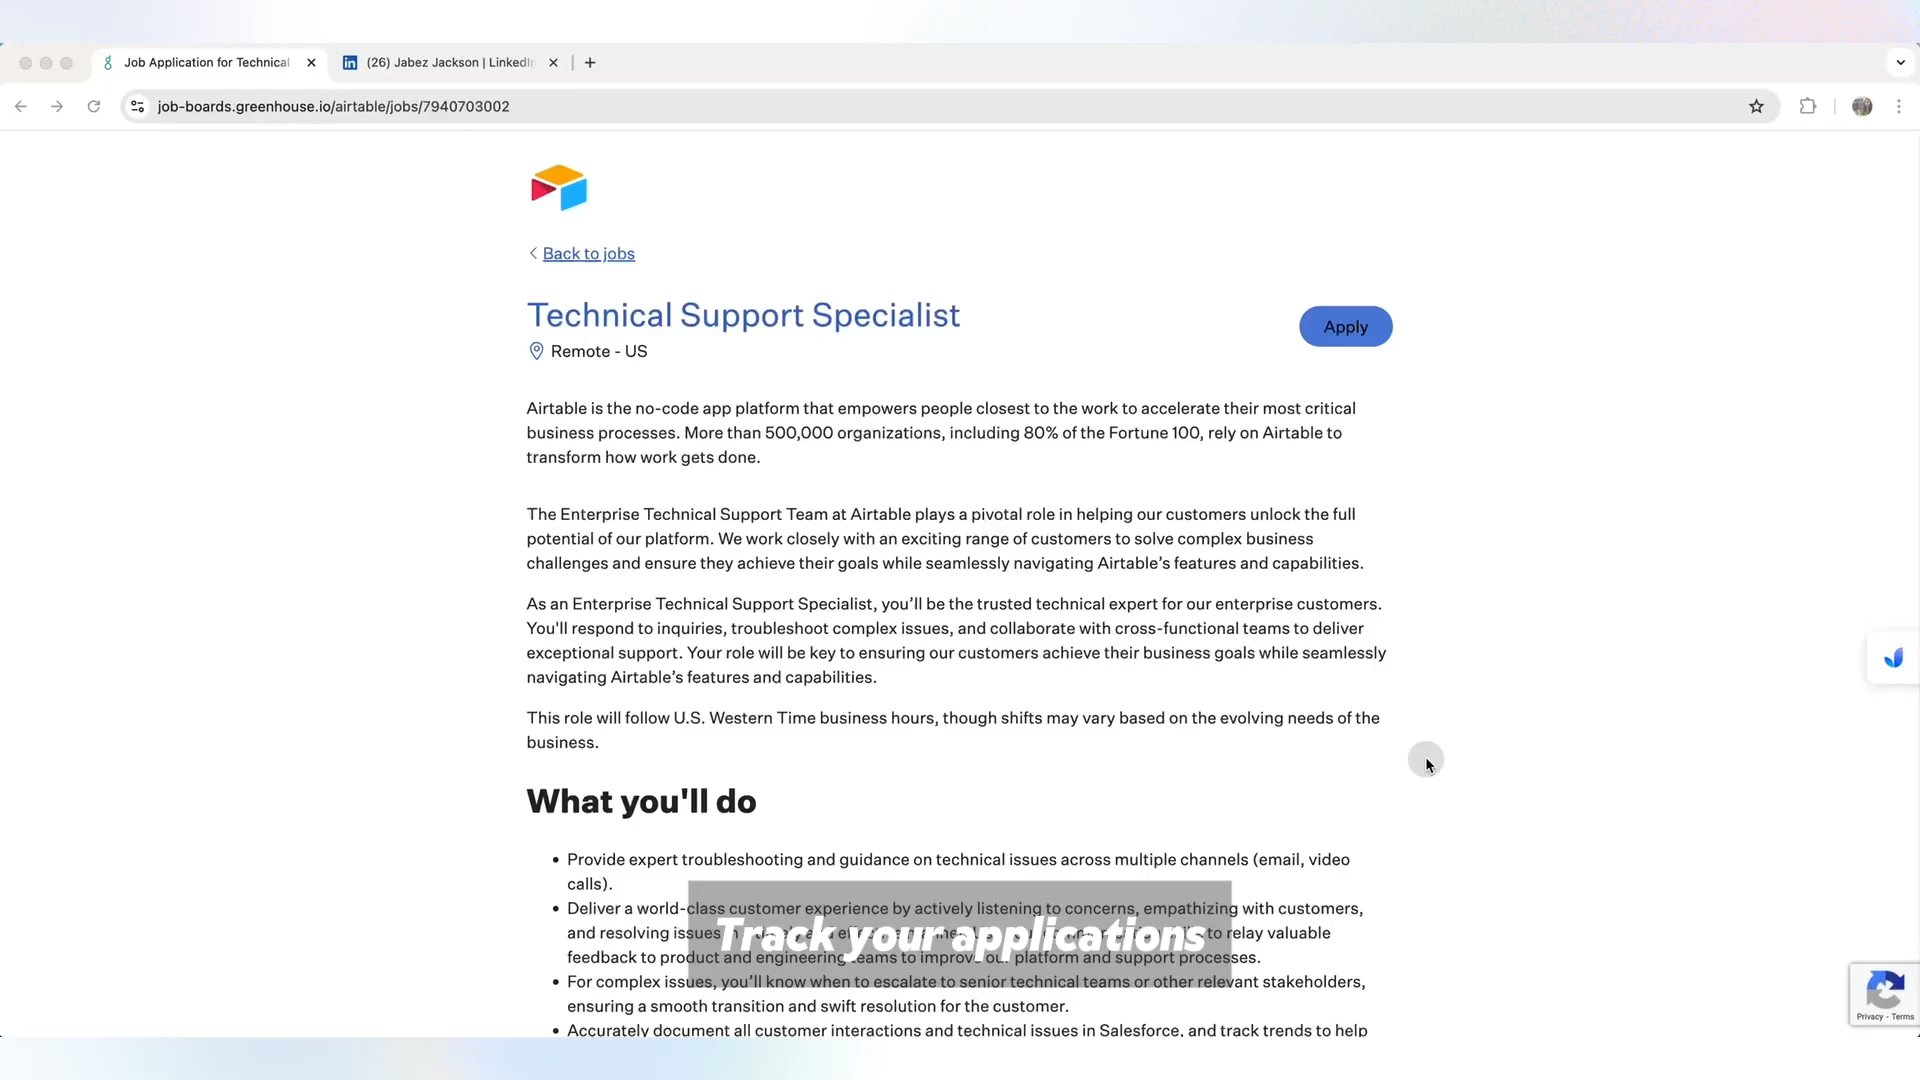 Job Application for Technical
(26) Jabez Jackson | LinkedIn
job-boards.greenhouse.io/airtable/jobs/7940703002
Back to jobs
Technical Support Specialist
Apply
Remote - US
Airtable is the no-code app platform that empowers people closest to the work to accelerate their most critical
business processes. More than 500,000 organizations, including 80% of the Fortune 100, rely on Airtable to
transform how work gets done.
The Enterprise Technical Support Team at Airtable plays a pivotal role in helping our customers unlock the full
potential of our platform. We work closely with an exciting range of customers to solve complex business
challenges and ensure they achieve their goals while seamlessly navigating Airtable’s features and capabilities.
As an Enterprise Technical Support Specialist, you’ll be the trusted technical expert for our enterprise customers.
You'll respond to inquiries, troubleshoot complex issues, and collaborate with cross-functional teams to deliver
exceptional support. Your role will be key to ensuring our customers achieve their business goals while seamlessly
navigating Airtable’s features and capabilities.
This role will follow U.S. Western Time business hours, though shifts may vary based on the evolving needs of the
business.
What you'll do
• Provide expert troubleshooting and guidance on technical issues across multiple channels (email, video
calls).
• Deliver a world-class customer experience by actively listening to concerns, empathizing with customers,
and resolving issues to relay valuable
Track your applications
feedback to product and engineering teams to improve our platform and support processes.
• For complex issues, you’ll know when to escalate to senior technical teams or other relevant stakeholders,
ensuring a smooth transition and swift resolution for the customer.
• Accurately document all customer interactions and technical issues in Salesforce, and track trends to help
Privacy - Terms